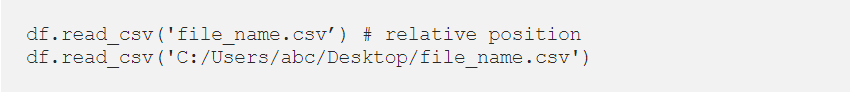 df.read_csv('file_name.csv’) # relative position
df.read_csv('C:/Users/abc/Desktop/file_name.csv')